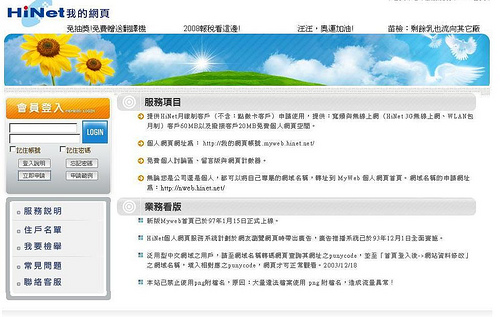 HiNet 我的網頁
免抽獎!免費贈送翻譯機
2008報稅看這邊!
汪汪，奧運加油!
苗檢：剩餘乳也流向其它廠
會員登入
LOGIN
記住帳號
記住密碼
登入說明
忘記密碼
立即申請
申請範例
服務說明
住戶名單
我要檢舉
常見問題
聯絡客服
服務項目
提供HiNet月繳制客戶（不含：點數卡客戶）申請使用，提供：寬頻與無線上網（HiNet 3G無線上網，WLAN包
月制）客戶60MB以及撥接客戶20MB免費個人網頁空間。
個人網頁網址為：http://我的網頁帳號.myweb.hinet.net/
免費個人討論區，留言版與網頁計數器。
無論您是公司還是個人，都可以將自己專屬的網域名稱，轉址到 MyWeb 個人網頁首頁。網域名稱的申請網址
為：http://nweb.hinet.net/
業務看版
新版Myweb首頁已於97年1月15日正式上線。
HiNet個人網頁服務系統計劃於網友瀏覽網頁時帶出廣告，廣告推播系統已於93年12月1日全面實施。
泛用型中文網域之用戶，請至網域名稱轉碼網頁查詢其網址之punycode，並至「首頁登入後->網站資料修改」
之網域名稱，填入相對應之punycode，網頁才可正常觀看。2003/12/18
本站已禁止使用png附檔名，原因：大量違法檔案使用 png 附檔名，造成流量異常！